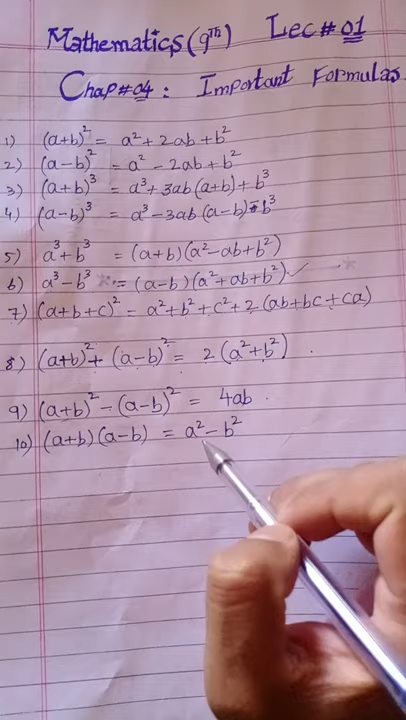 Mathematics (9th) Lec # 01
Chap # 04 : Important Formulas.
1) (a+b)² = a² + 2ab + b²
2) (a-b)² = a² - 2ab + b²
3) (a+b)³ = a³ + 3ab(a+b) + b³
4) (a-b)³ = a³ - 3ab (a-b) - b³
5) a³ + b³ = (a+b)(a² - ab + b²)
6) a³ - b³ = (a-b)(a² + ab + b²)
7) (a+b+c)² = a² + b² + c² + 2(ab+bc+ca)
8) (a+b)² + (a-b)² = 2(a²+b²).
9) (a+b)² - (a-b)² = 4ab.
10) (a+b)(a-b) = a² - b²